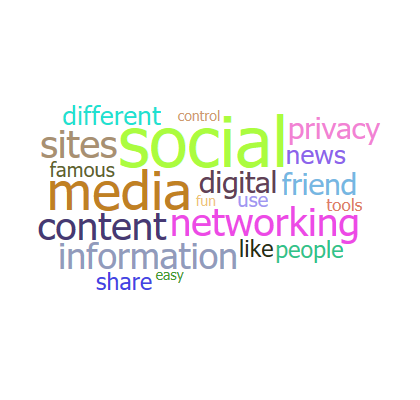 different control
sites social privacy
famous news
media fun digital friend
use tools
content networking
information like people
share easy